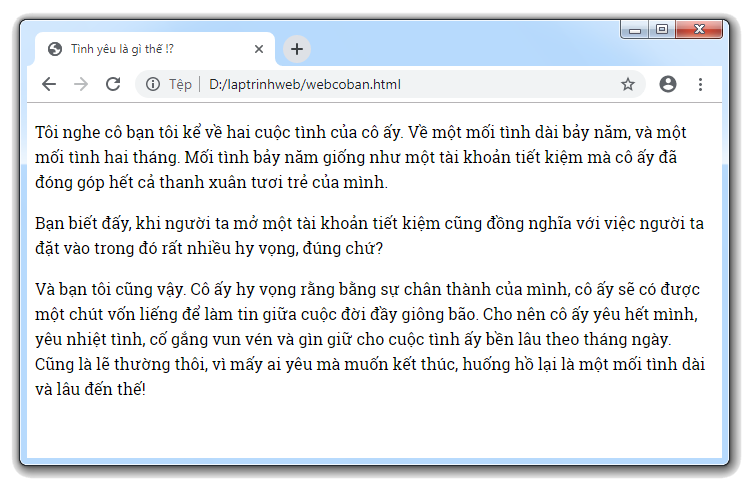 Tình yêu là gì thế !?
Tệp | D:/laptrinhweb/webcoban.html
Tôi nghe cô bạn tôi kể về hai cuộc tình của cô ấy. Về một mối tình dài bảy năm, và một
mối tình hai tháng. Mối tình bảy năm giống như một tài khoản tiết kiệm mà cô ấy đã
đóng góp hết cả thanh xuân tươi trẻ của mình.
Bạn biết đấy, khi người ta mở một tài khoản tiết kiệm cũng đồng nghĩa với việc người ta
đặt vào trong đó rất nhiều hy vọng, đúng chứ?
Và bạn tôi cũng vậy. Cô ấy hy vọng rằng bằng sự chân thành của mình, cô ấy sẽ có được
một chút vốn liếng để làm tin giữa cuộc đời đầy giông bão. Cho nên cô ấy yêu hết mình,
yêu nhiệt tình, cố gắng vun vén và gìn giữ cho cuộc tình ấy bền lâu theo tháng ngày.
Cũng là lẽ thường thôi, vì mấy ai yêu mà muốn kết thúc, huống hồ lại là một mối tình dài
và lâu đến thế!